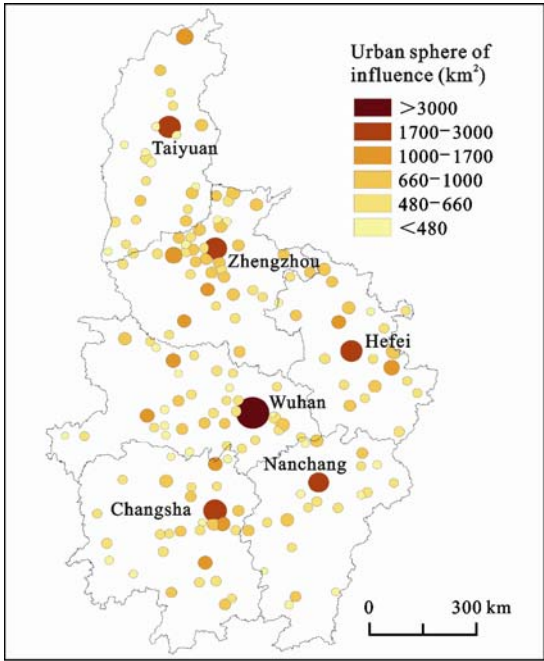 Urban sphere of
influence (km²)
>3000
1700–3000
1000–1700
660–1000
480–660
<480
Taiyuan
Zhengzhou
Hefei
Wuhan
Nanchang
Changsha
0 300 km